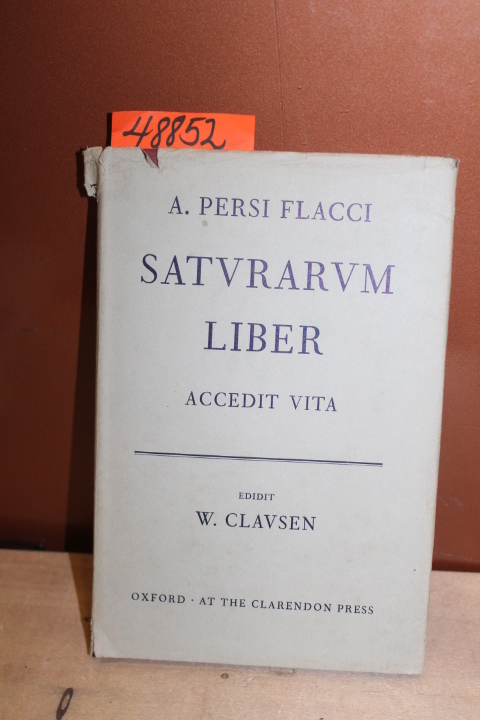 48852
A. PERSI FLACCI
SATVRARVM
LIBER
ACCEDIT VITA
EDIDIT
W. CLAVSEN
OXFORD · AT THE CLARENDON PRESS